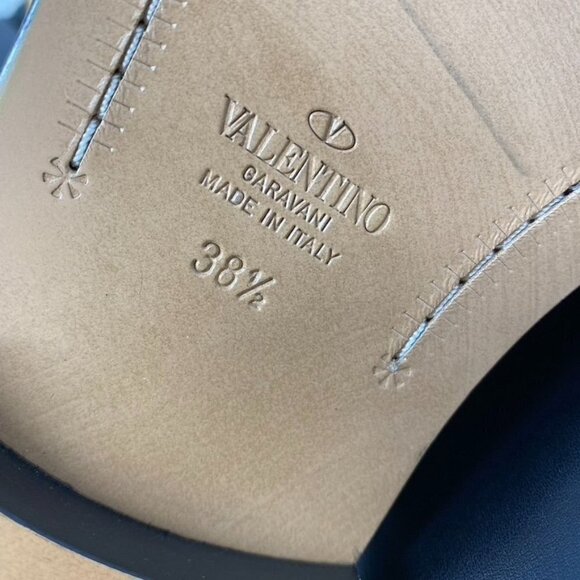 V
VALENTINO
GARAVANI
MADE IN ITALY
38½